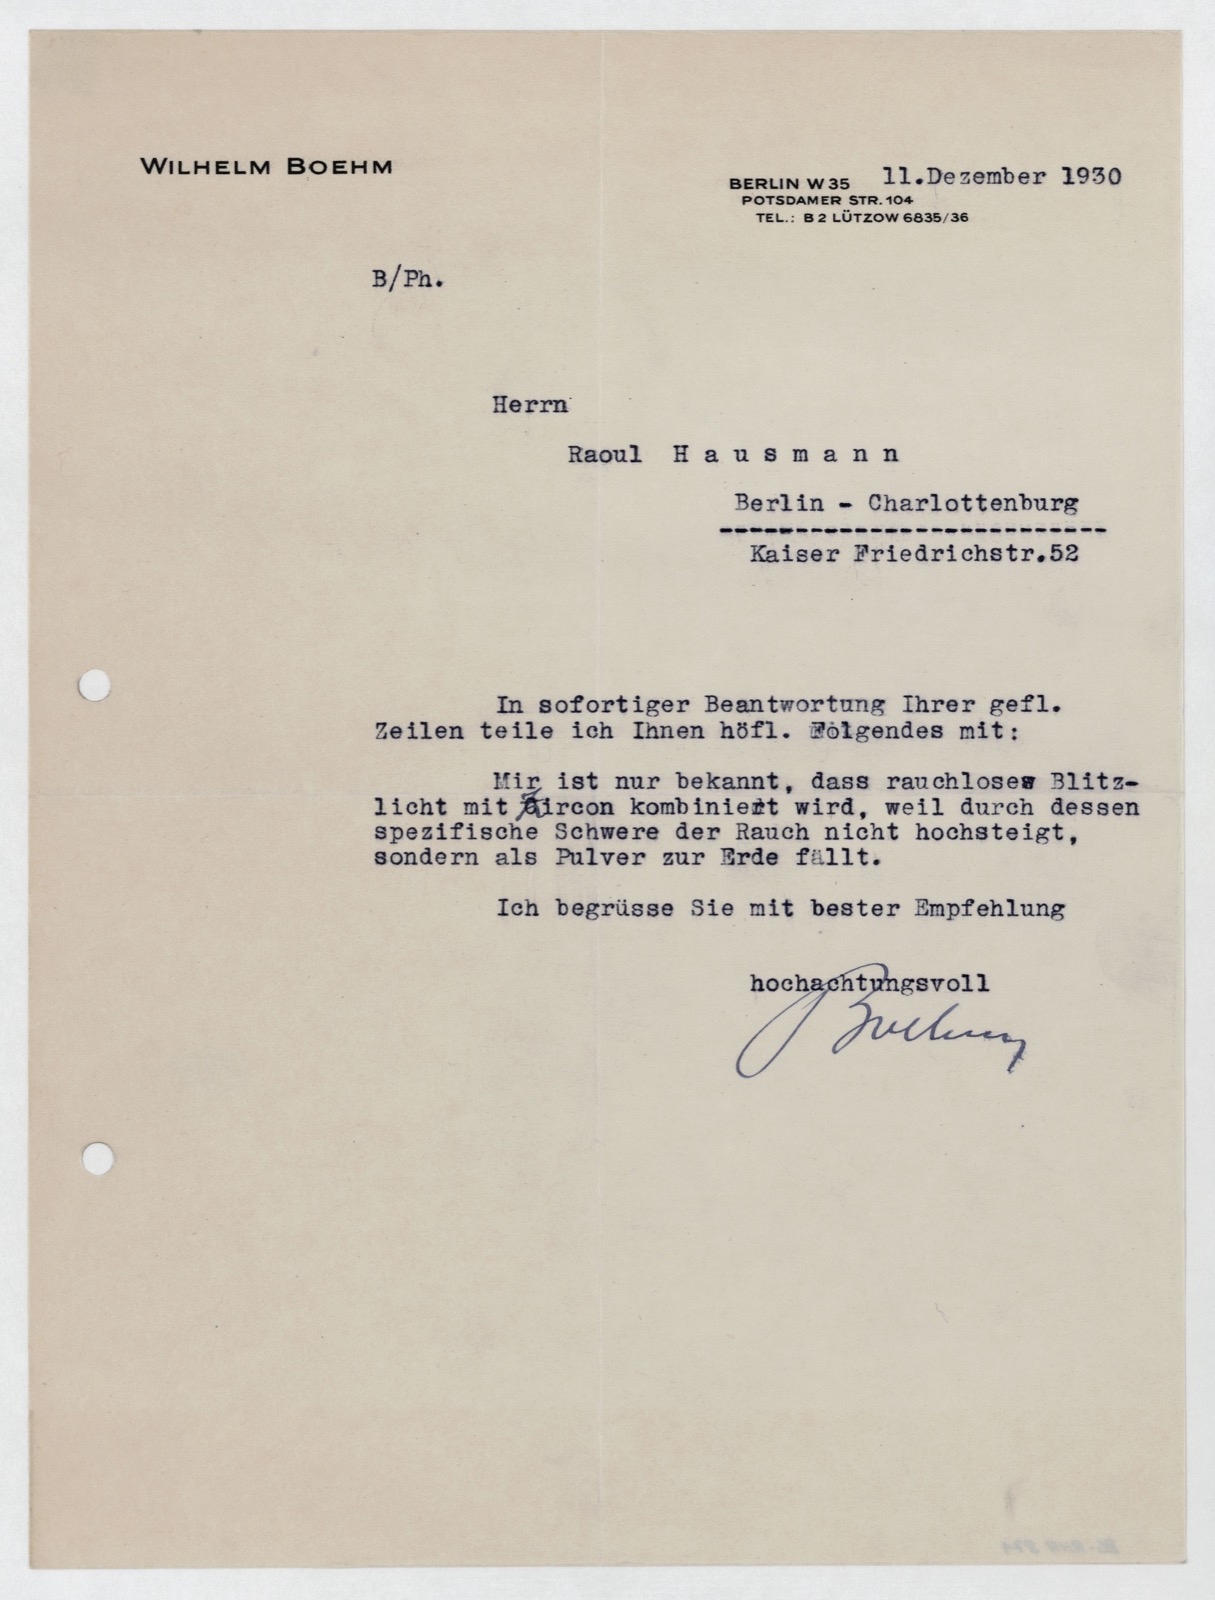 WILHELM BOEHM
BERLIN W 35 11.Dezember 1930
POTSDAMER STR. 104
TEL.: B 2 LÜTZOW 6835/36
B/Ph.
Herrn
Raoul H a u s m a n n
Berlin - Charlottenburg
--------------------------
Kaiser Friedrichstr.52
In sofortiger Beantwortung Ihrer gefl.
Zeilen teile ich Ihnen höfl. Folgendes mit:
Mir ist nur bekannt, dass rauchloses Blitz-
licht mit Zircon kombiniert wird, weil durch dessen
spezifische Schwere der Rauch nicht hochsteigt,
sondern als Pulver zur Erde fällt.
Ich begrüsse Sie mit bester Empfehlung
hochachtungsvoll
Boehm